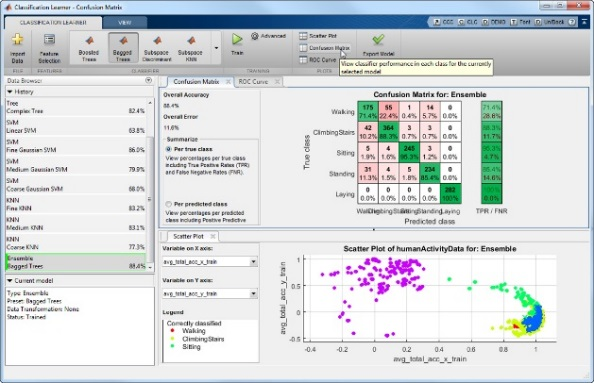 Classification Learner - Confusion Matrix
CLASSIFICATION LEARNER
VIEW
Import Data
Feature Selection
Boosted Trees
Bagged Trees
Subspace Discriminant
Subspace KNN
Train
Advanced
Scatter Plot
Confusion Matrix
ROC Curve
Export Model
FILE
FEATURES
CLASSIFIER
TRAINING
PLOTS
View classifier performance in each class for the currently selected model
Data Browser
History
Tree
Complex Tree 82.4%
SVM
Linear SVM 83.8%
SVM
Fine Gaussian SVM 86.0%
SVM
Medium Gaussian SVM 79.9%
SVM
Coarse Gaussian SVM 68.0%
KNN
Fine KNN 83.2%
KNN
Medium KNN 83.1%
KNN
Coarse KNN 77.3%
Ensemble
Bagged Trees 88.4%
Current model
Type: Ensemble
Preset: Bagged Trees
Data Transformation: None
Status: Trained
Confusion Matrix
ROC Curve
Overall Accuracy
88.4%
Overall Error
11.6%
Summarize
Per true class
View percentages per true class
including True Positive Rates (TPR)
and False Negative Rates (FNR).
Per predicted class
View percentages per predicted
class including Positive Predictive
Confusion Matrix for: Ensemble
True class
Walking 175 55 1 14 0
71.4% 22.4% 0.4% 5.7% 0.0%
71.4%
28.6%
ClimbingStairs 42 364 3 3 0
10.2% 88.3% 0.7% 0.7% 0.0%
88.3%
11.7%
Sitting 5 4 245 3 0
1.9% 1.6% 95.3% 1.2% 0.0%
95.3%
4.7%
Standing 31 4 5 234 0
11.3% 1.5% 1.8% 85.4% 0.0%
85.4%
14.6%
Laying 0 0 0 0
0.0% 0.0% 0.0% 0.0% 100%
100%
0.0%
Walking ClimbingStairs Sitting Standing Laying TPR / FNR
Predicted class
Scatter Plot
Variable on X axis:
avg_total_acc_x_train
Variable on Y axis:
avg_total_acc_y_train
Legend
Correctly classified
Walking
ClimbingStairs
Sitting
Scatter Plot of humanActivityData for: Ensemble
avg_total_acc_y_train
1
0.5
0
-0.5
-0.4 -0.2 0 0.2 0.4 0.6 0.8 1
avg_total_acc_x_train